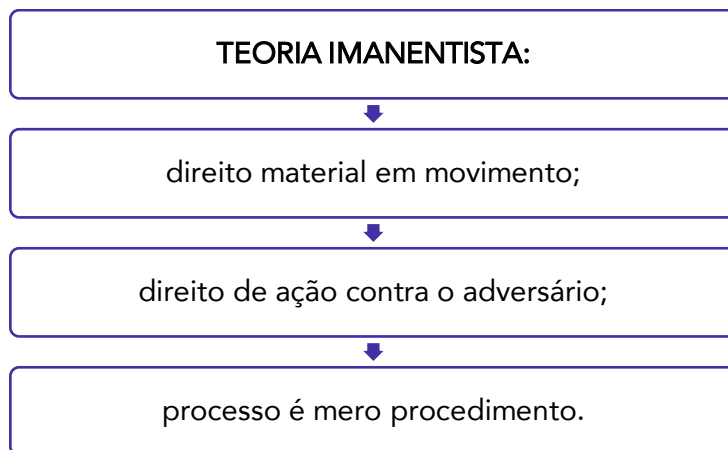 TEORIA IMANENTISTA:
direito material em movimento;
direito de ação contra o adversário;
processo é mero procedimento.